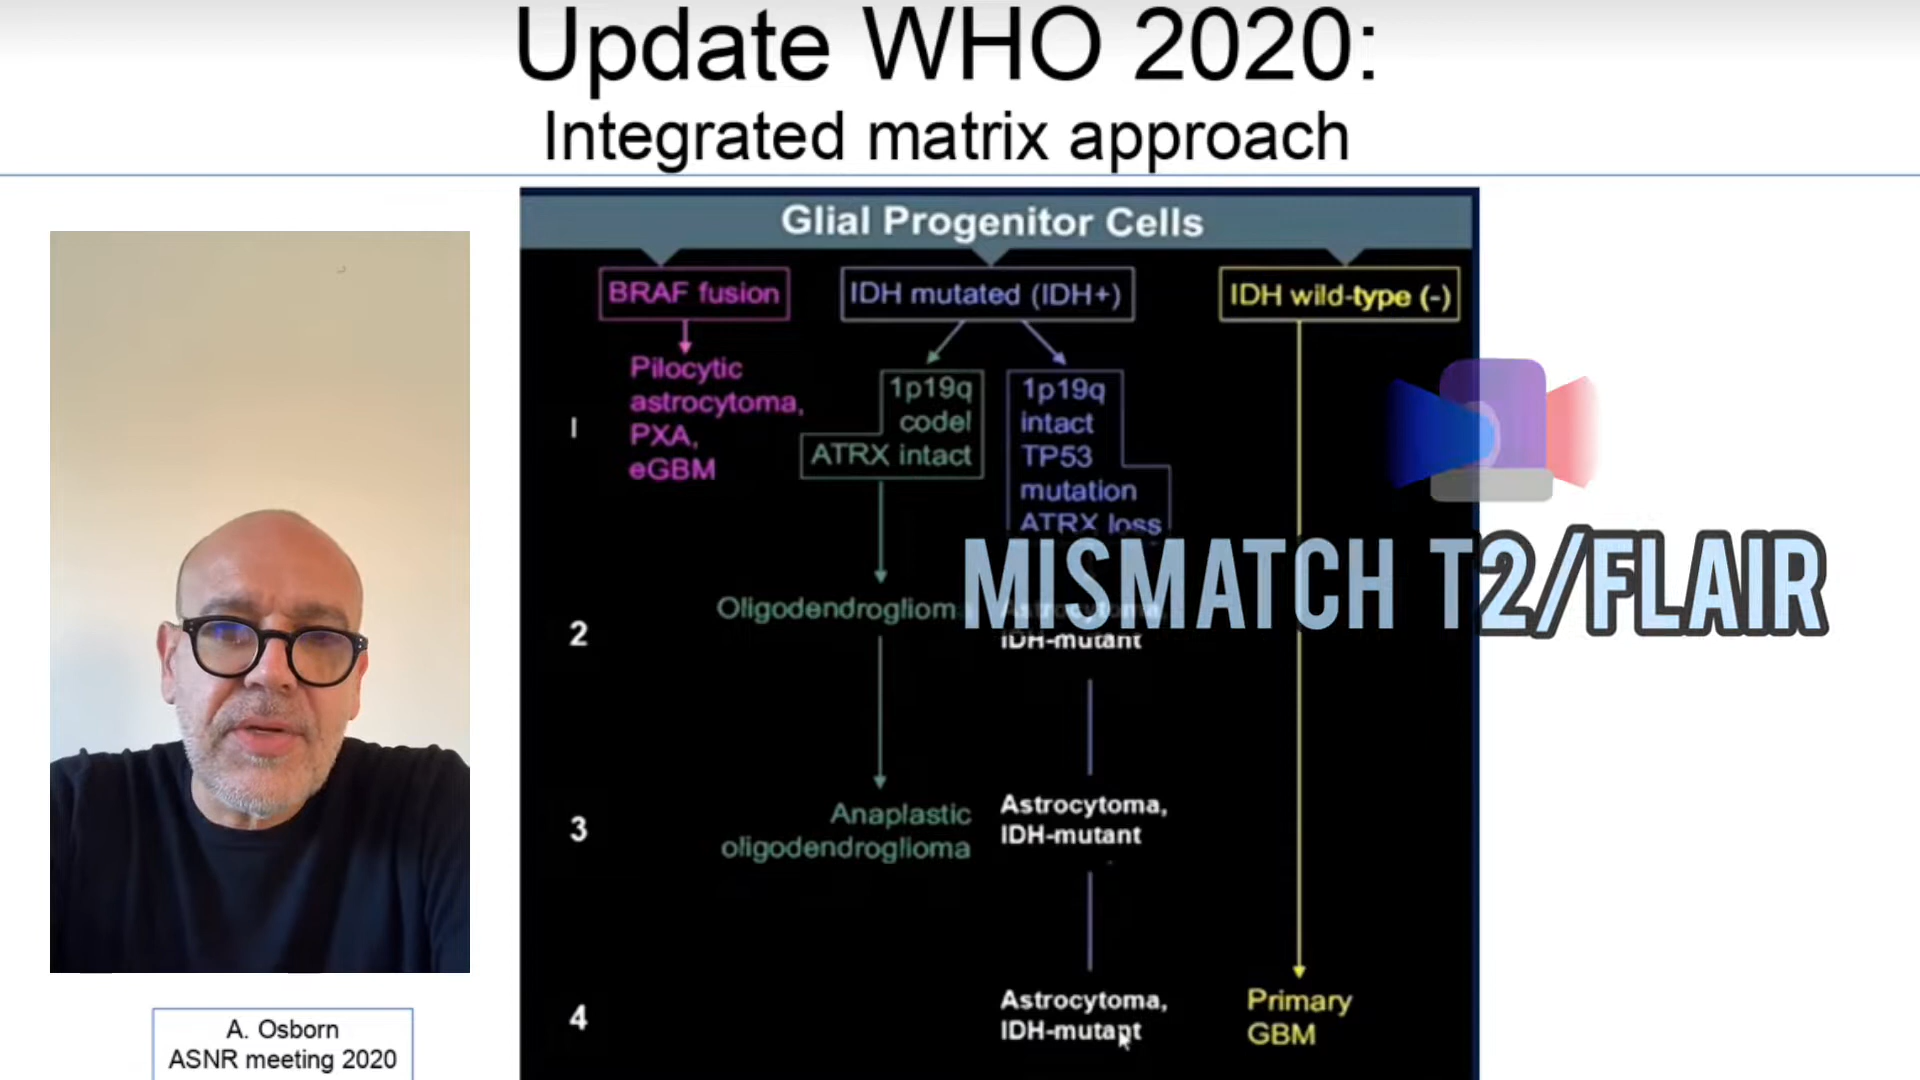 Update WHO 2020:
Integrated matrix approach
Glial Progenitor Cells
BRAF fusion
IDH mutated (IDH+)
IDH wild-type (-)
1
Pilocytic
astrocytoma,
PXA,
eGBM
1p19q
codel
ATRX intact
1p19q
intact
TP53
mutation
ATRX loss
MISMATCH T2/FLAIR
2
Oligodendrogliom
IDH-mutant
3
Anaplastic
oligodendroglioma
Astrocytoma,
IDH-mutant
4
Astrocytoma,
IDH-mutant
Primary
GBM
A. Osborn
ASNR meeting 2020